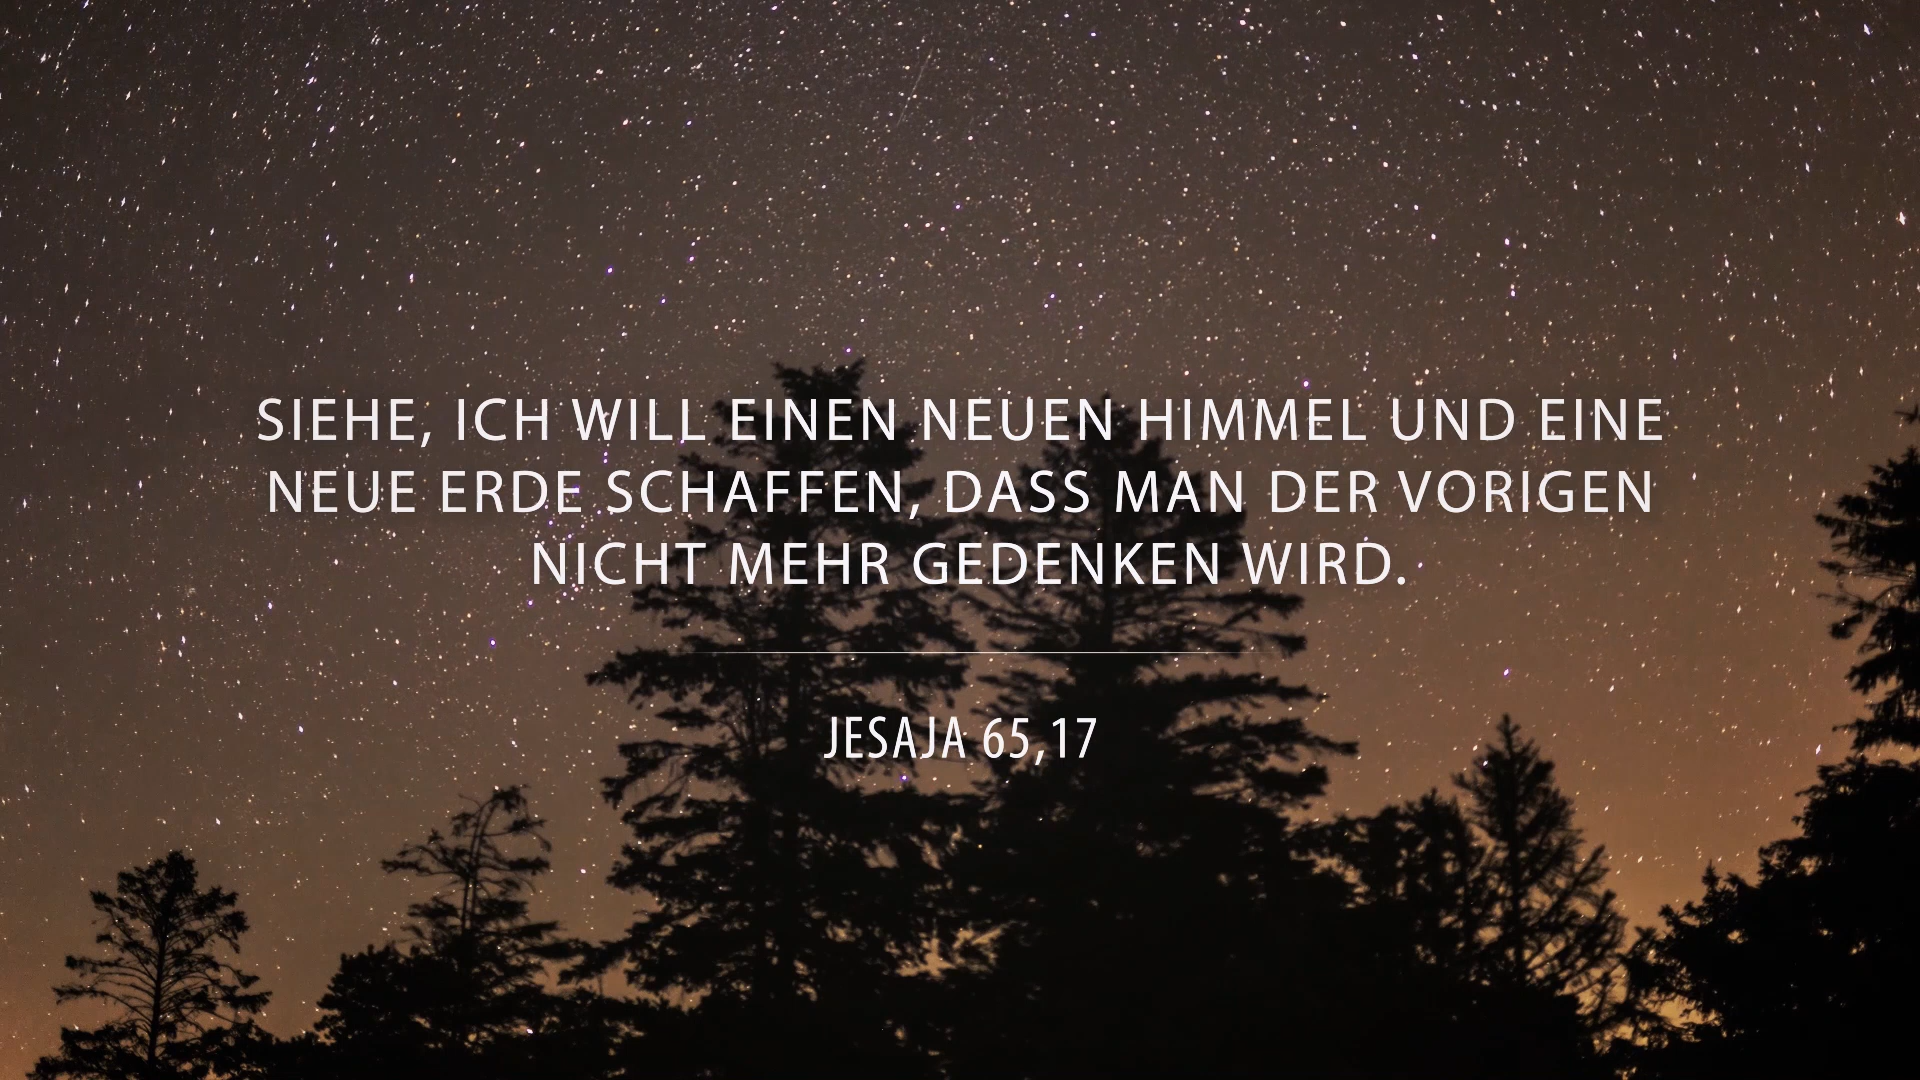 SIEHE, ICH WILL EINEN NEUEN HIMMEL UND EINE
NEUE ERDE SCHAFFEN, DASS MAN DER VORIGEN
NICHT MEHR GEDENKEN WIRD.
JESAJA 65,17